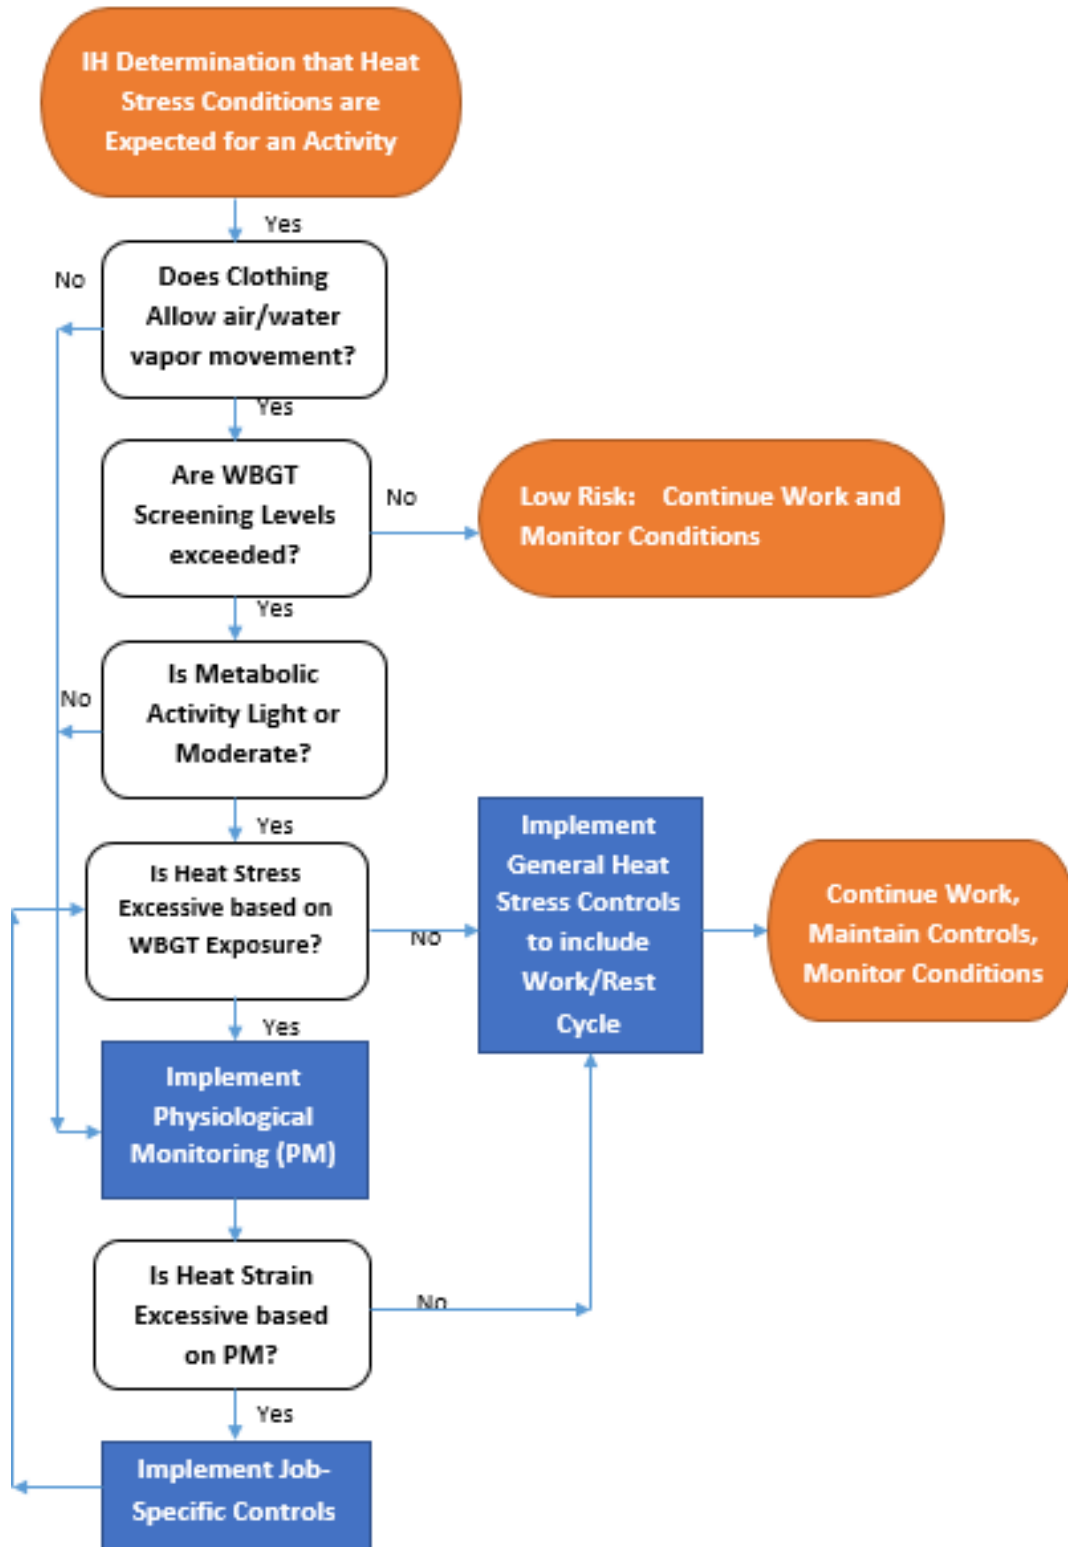 IH Determination that Heat
Stress Conditions are
Expected for an Activity
Yes
No
Does Clothing
Allow air/water
vapor movement?
Yes
Are WBGT
Screening Levels
exceeded?
No
Low Risk: Continue Work and
Monitor Conditions
Yes
Is Metabolic
Activity Light or
Moderate?
No
Yes
Is Heat Stress
Excessive based on
WBGT Exposure?
No
Implement
General Heat
Stress Controls
to include
Work/Rest
Cycle
Continue Work,
Maintain Controls,
Monitor Conditions
Yes
Implement
Physiological
Monitoring (PM)
Is Heat Strain
Excessive based
on PM?
No
Yes
Implement Job-
Specific Controls